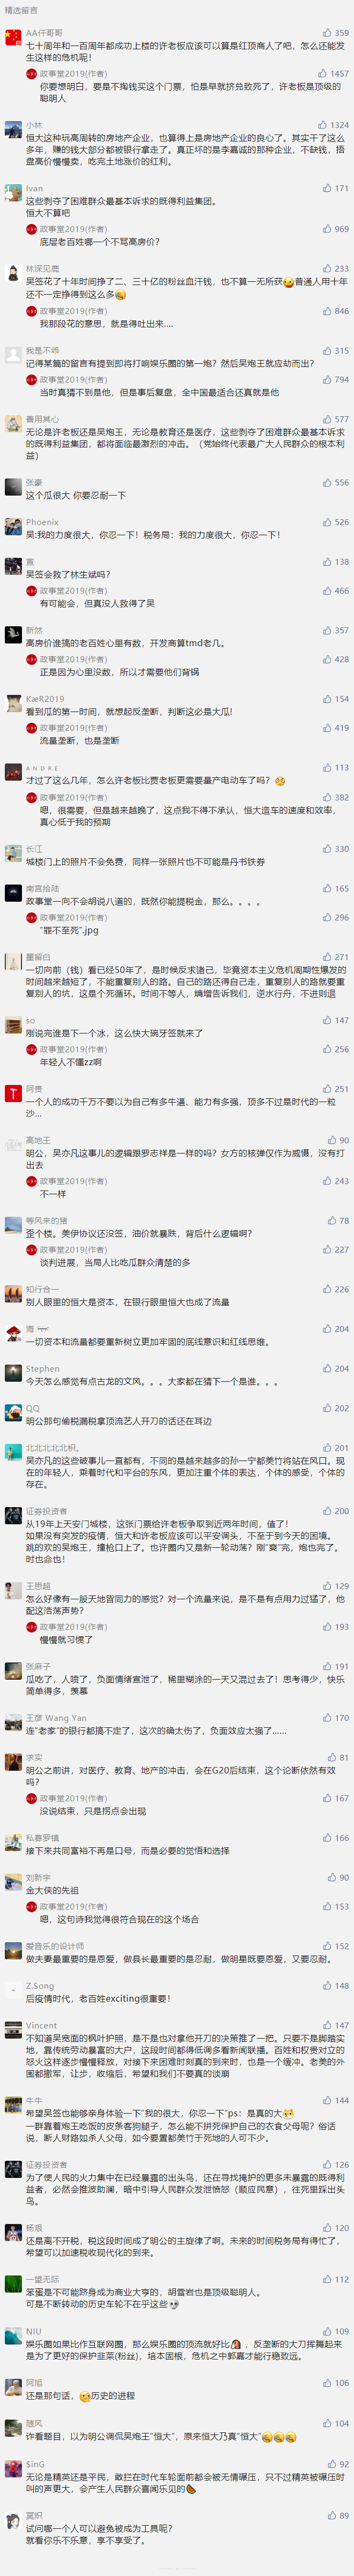 精选留言
AA仟哥哥 359
七十周年和一百周年都成功上楼的许老板应该可以算是红顶商人了吧，怎么还能发
生这样的危机呢！
政事堂2019(作者) 1457
你要想明白，要是不掏钱买这个门票，怕是早就挤兑致死了，许老板是顶级的
聪明人
小林 1324
恒大这种玩高周转的房地产企业，也算得上是房地产企业的良心了。其实干了这么
多年，赚的钱大部分都被银行拿走了。真正坏的是李嘉诚的那种企业，不缺钱，捂
盘高价慢慢卖，吃完土地涨价的红利。
Ivan 171
这些剥夺了困难群众最基本诉求的既得利益集团。
恒大不算吧
政事堂2019(作者) 969
底层老百姓哪一个不骂高房价？
林深见鹿 233
吴签花了十年时间挣了二、三十亿的粉丝血汗钱，也不算一无所获😜普通人用十年
还不一定挣得到这么多😪
政事堂2019(作者) 846
我那段花的意思，就是得吐出来....
我是不乖 315
记得某篇的留言有提到即将打响娱乐圈的第一炮？然后吴炮王就应劫而出？
政事堂2019(作者) 794
当时真猜不到是他，但是事后复盘，全中国最适合还真就是他
善用其心 577
无论是许老板还是吴炮王，无论是教育还是医疗，这些剥夺了困难群众最基本诉求
的既得利益集团，都将面临最激烈的冲击。（党始终代表最广大人民群众的根本利
益）
张豪 556
这个瓜很大 你要忍耐一下
Phoenix 526
吴:我的力度很大，你忍一下！税务局：我的力度很大，你忍一下！
寘 138
吴签会救了林生斌吗？
政事堂2019(作者) 466
有可能会，但真没人救得了吴
新然 357
高房价谁搞的老百姓心里有数，开发商算tmd老几。
政事堂2019(作者) 428
正是因为心里没数，所以才需要他们背锅
KæR2019 154
看到瓜的第一时间，就想起反垄断，判断这必是大瓜!
政事堂2019(作者) 419
流量垄断，也是垄断
ANDRE 113
才过了这么几年，怎么许老板比贾老板更需要量产电动车了吗？🤔
政事堂2019(作者) 382
嗯，很需要，但是越来越晚了，这点我不得不承认，恒大造车的速度和效率，
真心低于我的预期
长江 330
城楼门上的照片不会免费，同样一张照片也不可能是丹书铁券
南宫捡陆 165
政事堂一向不会胡说八道的，既然你能提税金，那么。。。。
政事堂2019(作者) 296
"罪不至死".jpg
墨留白 271
一切向前（钱）看已经50年了，是时候反求诸己，毕竟资本主义危机周期性爆发的
时间越来越短了，不能重复别人的路。自己的路还得自己走，重复别人的路就要重
复别人的坑，这是个死循环。时间不等人，熵增告诉我们，逆水行舟，不进则退
so 147
刚说完谁是下一个冰，这么快大碗牙签就来了
政事堂2019(作者) 256
年轻人不懂zz啊
阿贵 251
一个人的成功千万不要以为自己有多牛逼、能力有多强，顶多不过是时代的一粒
沙...
高地王 90
明公，吴亦凡这事儿的逻辑跟罗志祥是一样的吗？女方的核弹仅作为威慑，没有打
出去
政事堂2019(作者) 243
不一样
等风来的猪 78
歪个楼。美伊协议还没签，油价就暴跌，背后什么逻辑啊？
政事堂2019(作者) 227
谈判进展，当局人比吃瓜群众清楚的多
知行合一 226
别人眼里的恒大是资本，在银行眼里恒大也成了流量
204
一切资本和流量都要重新树立更加牢固的底线意识和红线思维。
Stephen 204
今天怎么感觉有点古龙的文风。。。大家都在猜下一个是谁。。。
QQ 202
明公那句偷税漏税拿顶流艺人开刀的话还在耳边
北北北北北枳。 201
吴亦凡的这些破事儿一直都有，不同的是越来越多的孙一宁都美竹将站在风口。现
在的年轻人，乘着时代和平台的东风，更加注重个体的表达，个体的感受，个体的
存在。
证券投资者 200
从19年上天安门城楼，这张门票给许老板争取到近两年时间，值了！
如果没有突发的疫情，恒大和许老板应该可以平安调头，不至于到今天的困境。
跳的欢的吴炮王，撞枪口上了。也许圈内又是新一轮动荡？刚“爽”完，炮也完了。
时也命也！
王思超 129
怎么好像有一股天地皆同力的感觉？对一个流量来说，是不是有点用力过猛了，他
配这浩荡声势？
政事堂2019(作者) 193
慢慢就习惯了
张麻子 191
瓜吃了，人喷了，负面情绪宣泄了，稀里糊涂的一天又混过去了！思考得少，快乐
简单得多，羡慕
王彦 Wang Yan 170
连“老家”的银行都搞不定了，这次的确太伤了，负面效应太强了......
求实 81
明公之前讲，对医疗、教育、地产的冲击，会在G20后结束，这个论断依然有效
吗？
政事堂2019(作者) 167
没说结束，只是拐点会出现
私募罗镇 166
接下来共同富裕不再是口号，而是必要的觉悟和选择
刘新宇 90
金大侠的先祖
政事堂2019(作者) 153
嗯，这句诗我觉得很符合现在的这个场合
爱音乐的设计师 152
做夫妻最重要的是恩爱，做县长最重要的是忍耐，做明星既要恩爱，又要忍耐。
Z.Song 148
后疫情时代，老百姓exciting很重要！
Vincent 147
不知道吴宽面的枫叶护照，是不是也对拿他开刀的决策推了一把。只要不是脚踏实
地，靠传统劳动暴富的大户，这段时间都得低调多看新闻联播。百姓和权贵对立的
怒火这样逐步慢慢释放，对接下来困难时刻真的到来时，也是一个缓冲。老美的外
围都撤军，让步，收缩后，希望和我们不要真的谈崩
牛牛 144
希望吴签也能够亲身体验一下“我的很大，你忍一下”ps：是真的大😬
一群靠着炮王吃饭的皮条客狗腿子，怎么能不拼死保护自己的衣食父母呢？俗话
说，断人财路如杀人父母，如今要置都美竹于死地的人可不少。
证券投资者 126
为了使人民的火力集中在已经暴露的出头鸟，还在寻找掩护的更多未暴露的既得利
益者，必然会推波助澜，暗中引导人民群众发泄愤怒（顺应民意），往死里踩出头
鸟。
杨艰 120
还是离不开税，税这段时间成了明公的主旋律了啊。未来的时间税务局有得忙了，
希望可以加速税收现代化的到来。
一望无际 112
笨蛋是不可能跻身成为商业大亨的，胡雪岩也是顶级聪明人。
可是不断转动的历史车轮不在乎这些💀
NIU 109
娱乐圈如果比作互联网圈，那么娱乐圈的顶流就好比🐴，反垄断的大刀挥舞起来
是为了更好的保护韭菜(粉丝)，培本固根，危机之中郭嘉才能行稳致远。
阿旭 106
还是那句话，🧐历史的进程
随风 104
诈看题目，以为明公调侃吴炮王“恒大”，原来恒大乃真“恒大”😂😂😂
$inG 92
无论是精英还是平民，敢拦在时代车轮面前都会被无情碾压，只不过精英被碾压时
叫的声更大，会产生人民群众喜闻乐见的🍉
莫炽 89
试问哪一个人可以避免被成为工具呢？
就看你乐不乐意，享不享受了。